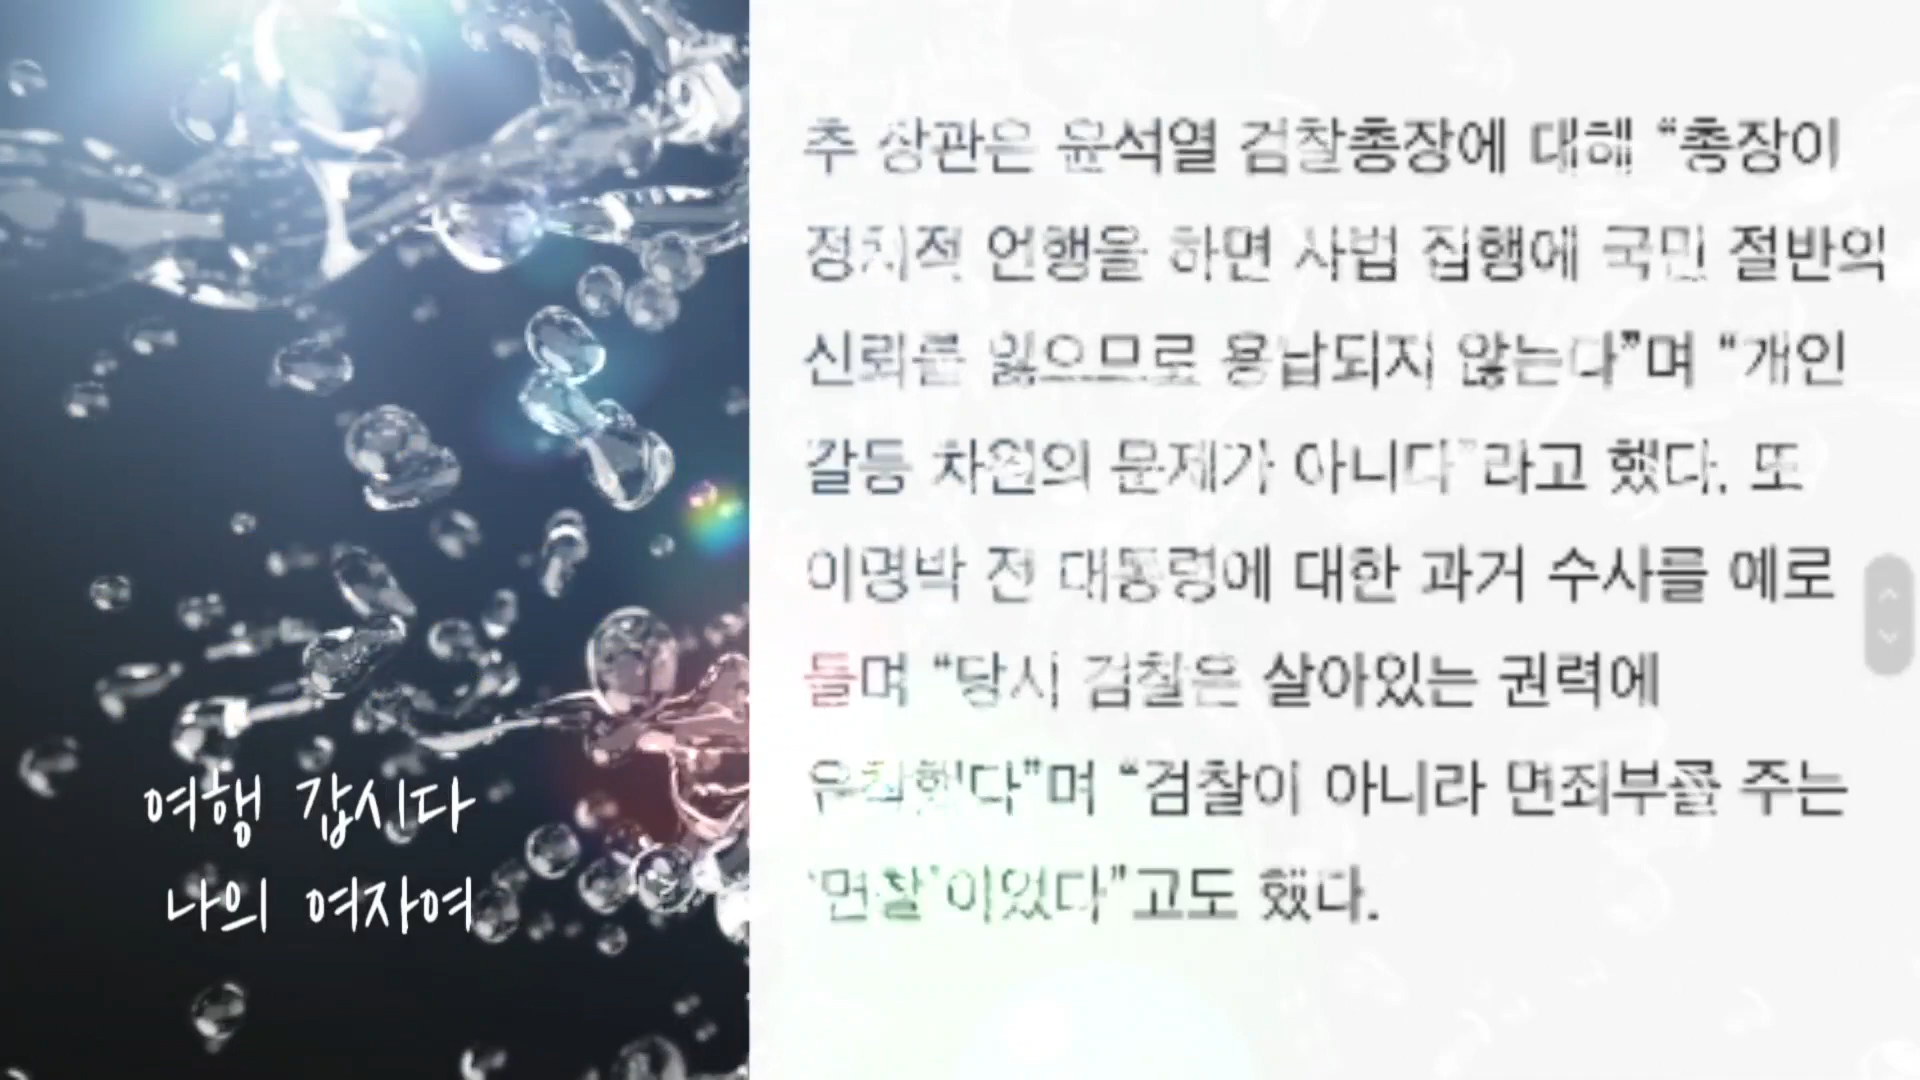 여행 갑시다
나의 여자여
추 상관은 윤석열 검찰총장에 대해 “총장이
정치적 언행을 하면 사법 집행에 국민 절반의
신뢰를 잃으므로 용납되지 않는다”며 “개인
갈등 차원의 문제가 아니다”라고 했다. 또
이명박 전 대통령에 대한 과거 수사를 예로
들며 “당시 검찰은 살아있는 권력에
유착했다”며 “검찰이 아니라 면죄부를 주는
‘면찰’이었다”고도 했다.